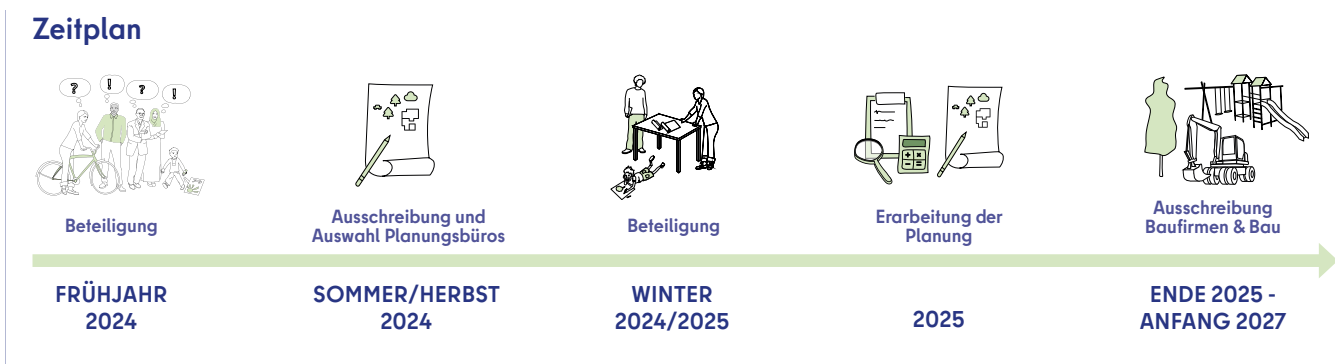 Zeitplan
? ! ? !
Beteiligung
Ausschreibung und
Auswahl Planungsbüros
Beteiligung
Erarbeitung der
Planung
Ausschreibung
Baufirmen & Bau
FRÜHJAHR
2024
SOMMER/HERBST
2024
WINTER
2024/2025
2025
ENDE 2025 -
ANFANG 2027